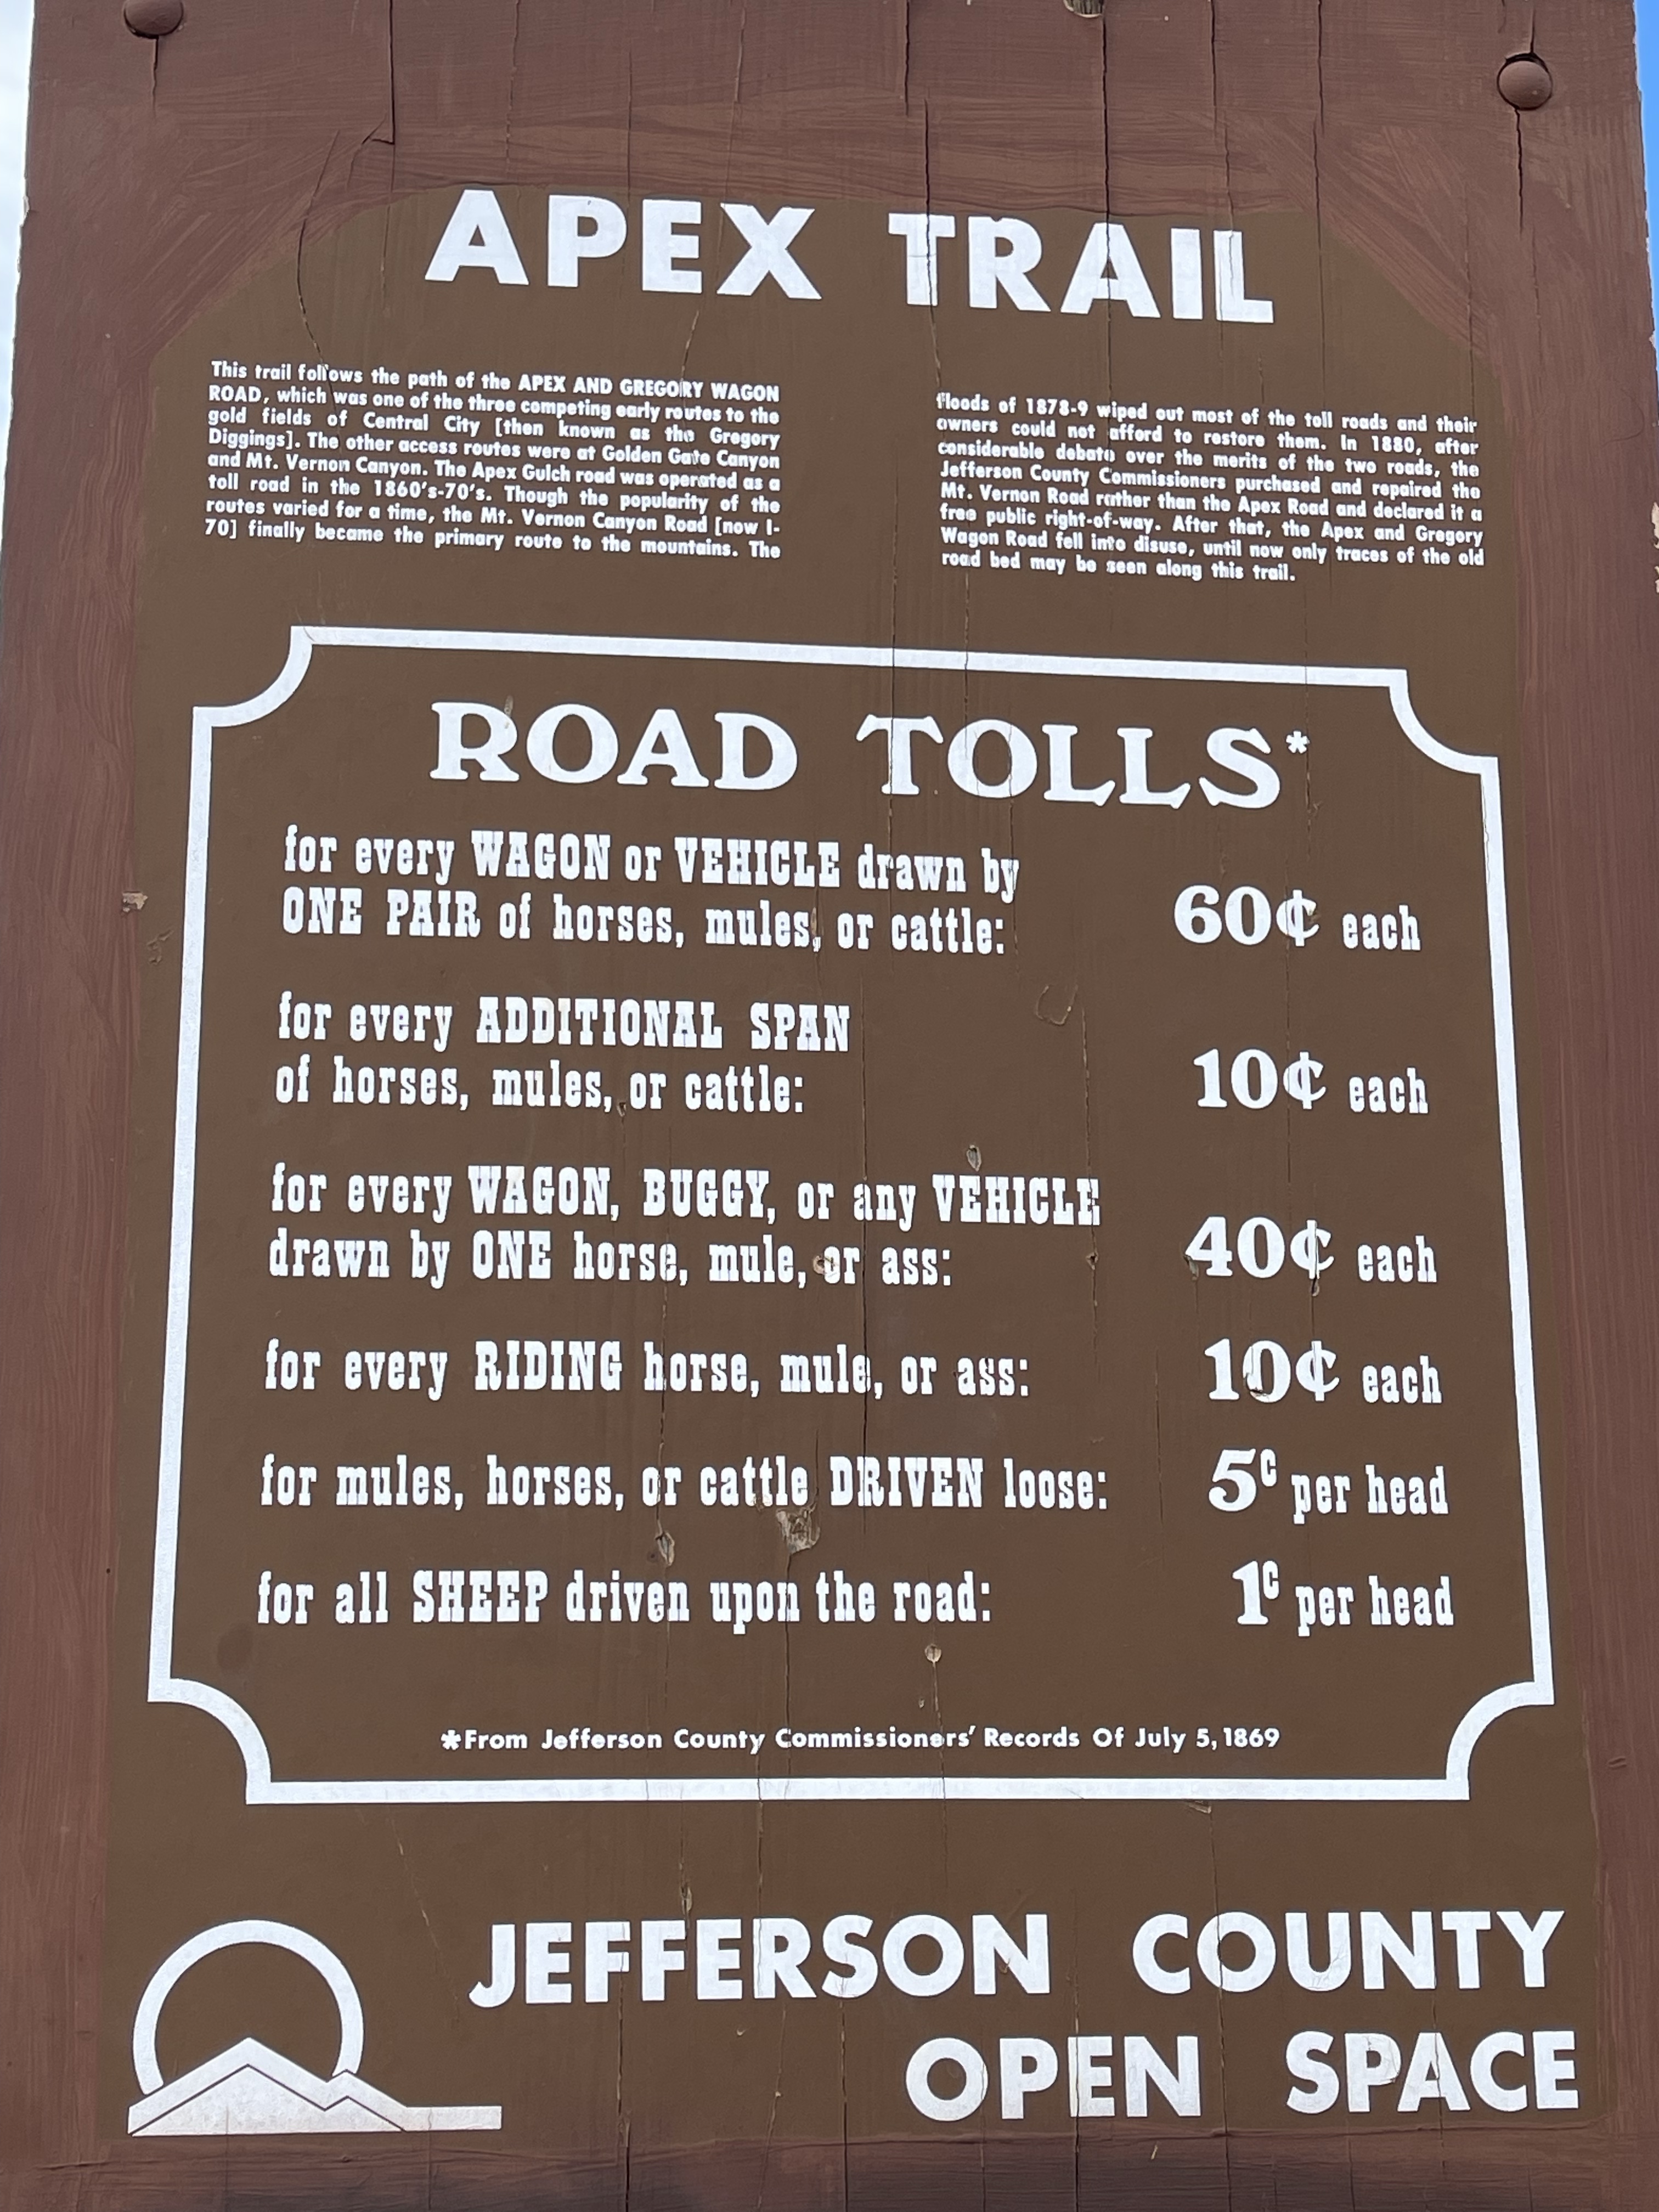 APEX TRAIL
This trail follows the path of the APEX AND GREGORY WAGON
ROAD, which was one of the three competing early routes to the
gold fields of Central City [then known as the Gregory
Diggings]. The other access routes were at Golden Gate Canyon
and Mt. Vernon Canyon. The Apex Gulch road was operated as a
toll road in the 1860's-70's. Though the popularity of the
routes varied for a time, the Mt. Vernon Canyon Road [now I-
70] finally became the primary route to the mountains. The
floods of 1878-9 wiped out most of the toll roads and their
owners could not afford to restore them. In 1880, after
considerable debate over the merits of the two roads, the
Jefferson County Commissioners purchased and repaired the
Mt. Vernon Road rather than the Apex Road and declared it a
free public right-of-way. After that, the Apex and Gregory
Wagon Road fell into disuse, until now only traces of the old
road bed may be seen along this trail.
ROAD TOLLS*
for every WAGON or VEHICLE drawn by
ONE PAIR of horses, mules, or cattle: 60¢ each
for every ADDITIONAL SPAN
of horses, mules, or cattle: 10¢ each
for every WAGON, BUGGY, or any VEHICLE
drawn by ONE horse, mule, or ass: 40¢ each
for every RIDING horse, mule, or ass: 10¢ each
for mules, horses, or cattle DRIVEN loose: 5c per head
for all SHEEP driven upon the road: 1c per head
*From Jefferson County Commissioners' Records Of July 5, 1869
JEFFERSON COUNTY
OPEN SPACE